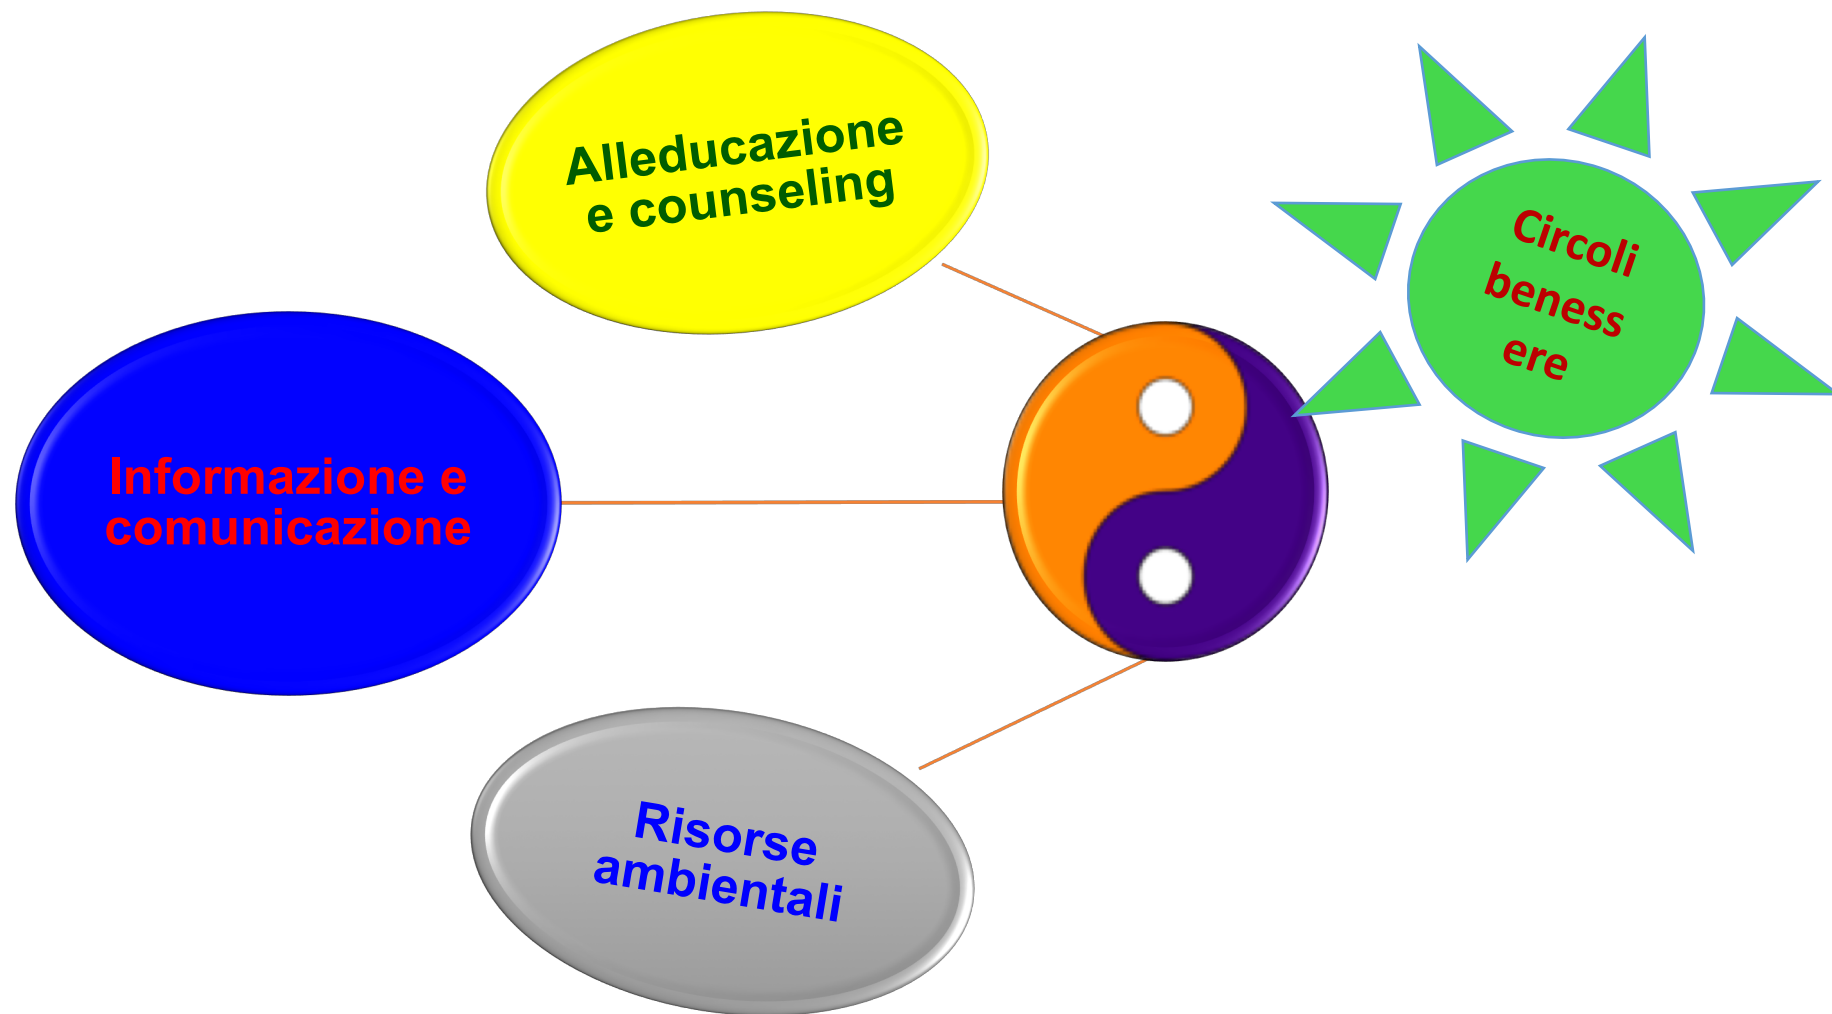 Alleducazione
e counseling
Circoli
beness
ere
Informazione e
comunicazione
Risorse
ambientali